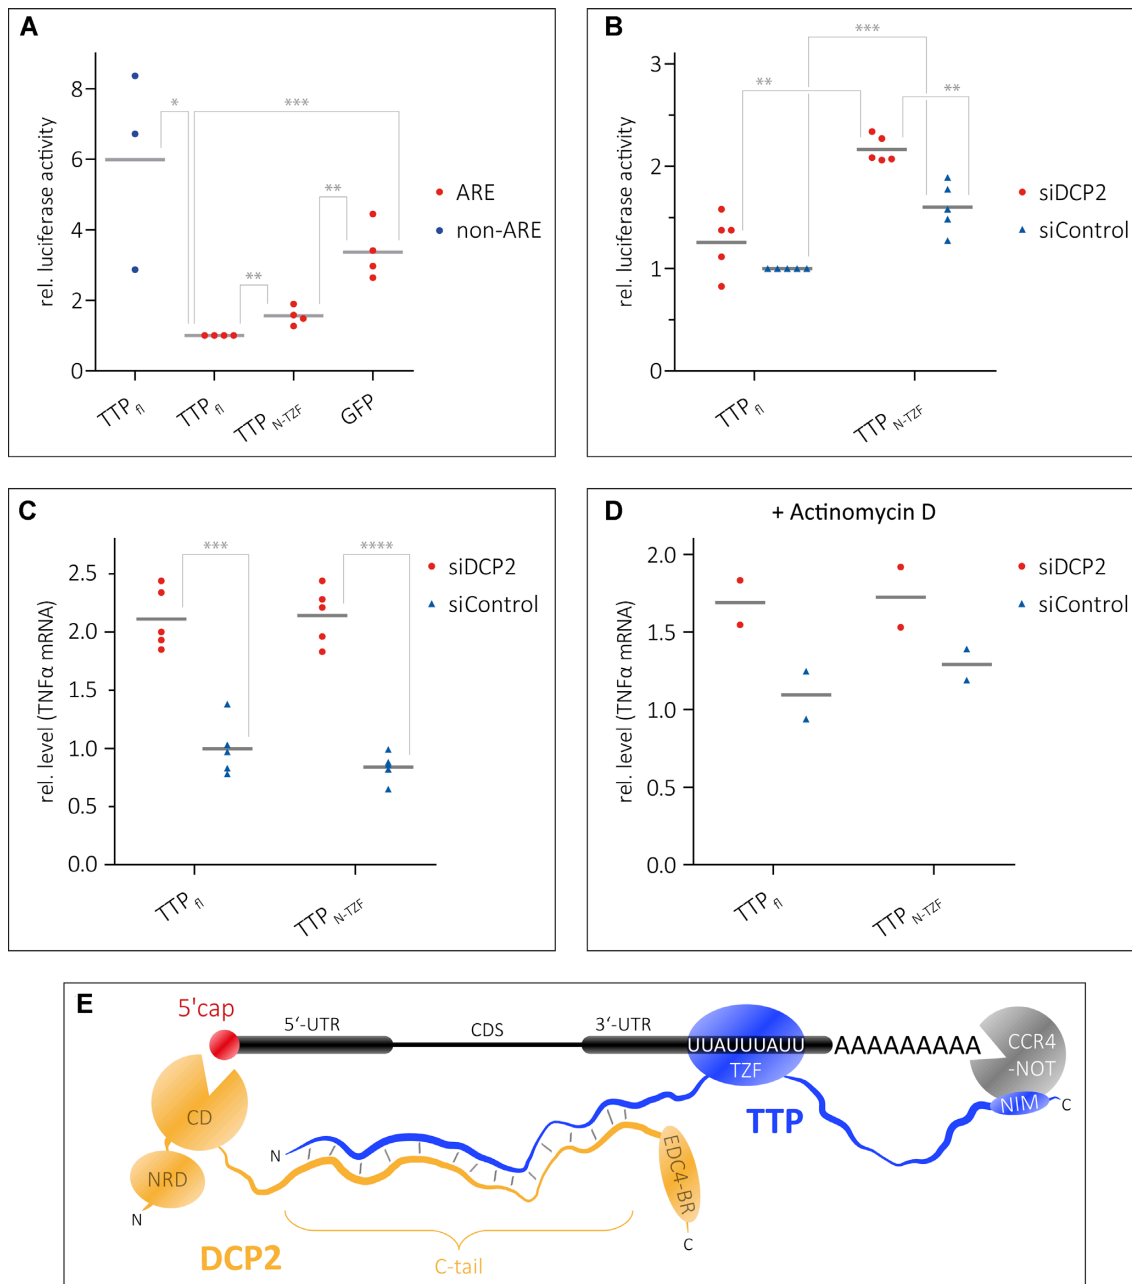 A
rel. luciferase activity
8
6
4
2
0
*
***
**
**
ARE
non-ARE
TTP fl
TTP fl
TTP N-TZF
GFP
B
rel. luciferase activity
3
2
1
0
***
**
**
siDCP2
siControl
TTP fl
TTP N-TZF
C
rel. level (TNFα mRNA)
2.5
2.0
1.5
1.0
0.5
0.0
***
****
siDCP2
siControl
TTP fl
TTP N-TZF
D
+ Actinomycin D
rel. level (TNFα mRNA)
2.0
1.5
1.0
0.5
0.0
siDCP2
siControl
TTP fl
TTP N-TZF
E
5'cap
5‘-UTR
CDS
3‘-UTR
UUAUUUAUU
AAAAAAAAA
TZF
CCR4
-NOT
CD
TTP
NIM
C
N
NRD
EDC4-BR
N
C
DCP2
C-tail